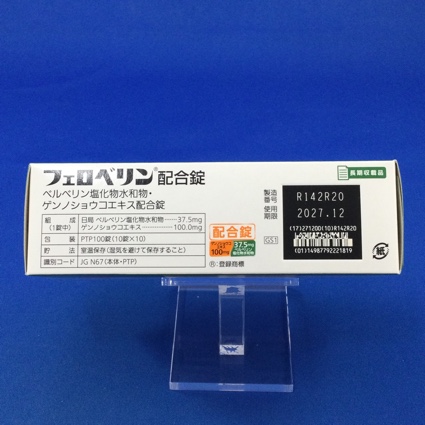 フェロベリン®配合錠
ベルベリン塩化物水和物・
ゲンノショウコエキス配合錠
組 成 日局 ベルベリン塩化物水和物……37.5mg
(1錠中) ゲンノショウコエキス……100.0mg
包 装 PTP100錠(10錠×10)
貯 法 室温保存(湿気を避けて保存すること)
識別コード JG N67(本体・PTP)
配合錠
37.5mg
100mg
®:登録商標
長期収載品
製造番号 R142R20
使用期限 2027.12
GS1
(17)271200(10)R142R20
(01)14987792221819
紙